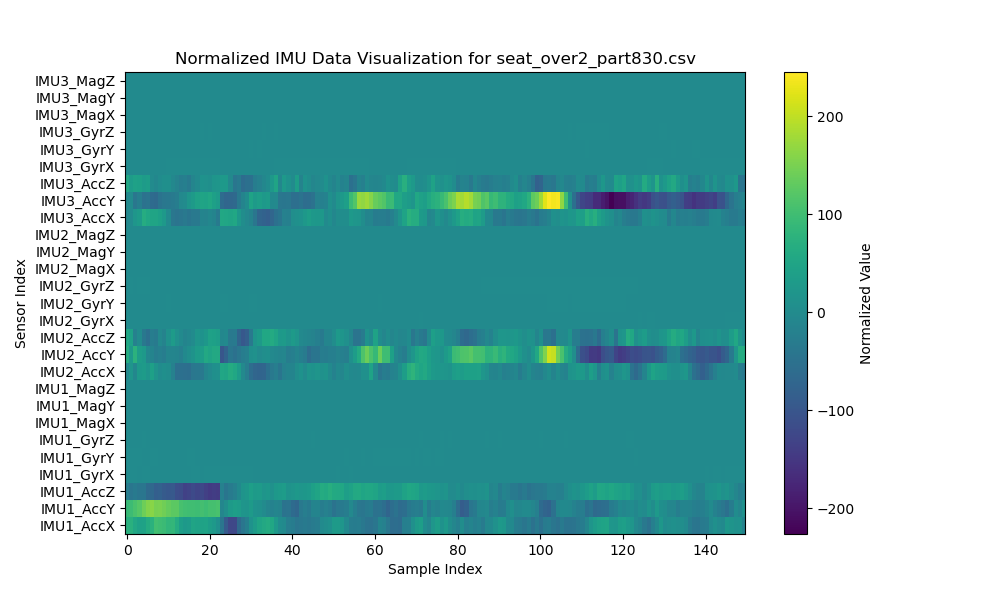 Normalized IMU Data Visualization for seat_over2_part830.csv
IMU3_MagZ
IMU3_MagY
IMU3_MagX
IMU3_GyrZ
IMU3_GyrY
IMU3_GyrX
IMU3_AccZ
IMU3_AccY
IMU3_AccX
IMU2_MagZ
IMU2_MagY
IMU2_MagX
IMU2_GyrZ
IMU2_GyrY
IMU2_GyrX
IMU2_AccZ
IMU2_AccY
IMU2_AccX
IMU1_MagZ
IMU1_MagY
IMU1_MagX
IMU1_GyrZ
IMU1_GyrY
IMU1_GyrX
IMU1_AccZ
IMU1_AccY
IMU1_AccX
Sensor Index
0 20 40 60 80 100 120 140
Sample Index
200
100
0
−100
−200
Normalized Value